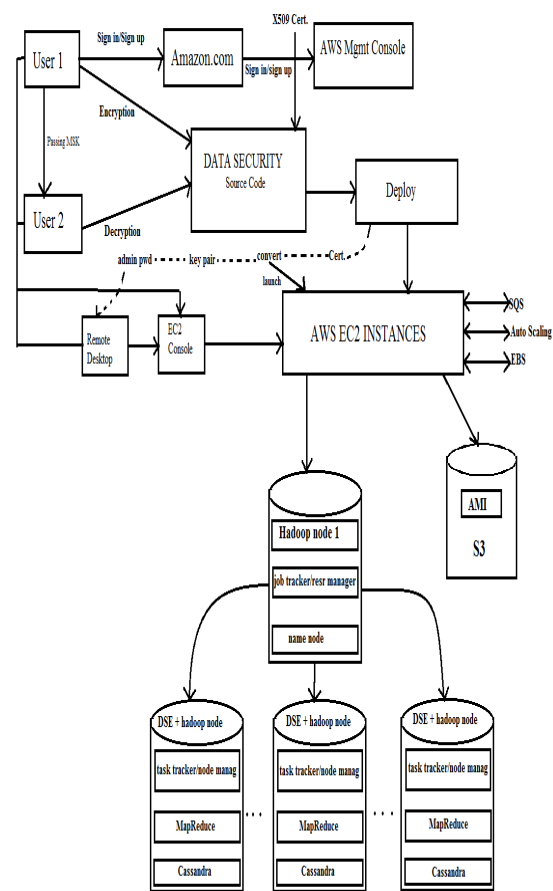 X509 Cert.
Sign in/Sign up
User 1
Amazon.com
AWS Mgmt Console
Sign in/sign up
Encryption
Passing MSK
DATA SECURITY
Source Code
Deploy
User 2
Decryption
admin pwd
key pair
convert
Cert.
launch
Remote
Desktop
EC2
Console
AWS EC2 INSTANCES
SQS
Auto Scaling
EBS
AMI
S3
Hadoop node 1
job tracker/resr manager
name node
DSE + hadoop node
DSE + hadoop node
DSE + hadoop node
task tracker/node manag
task tracker/node manag
task tracker/node manag
...
...
MapReduce
MapReduce
MapReduce
Cassandra
Cassandra
Cassandra